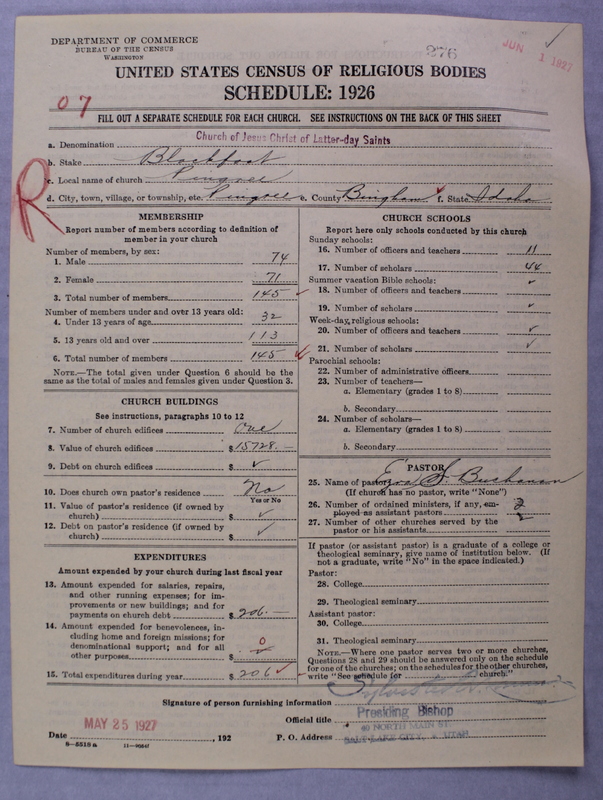 DEPARTMENT OF COMMERCE
BUREAU OF THE CENSUS
WASHINGTON
276
JUN 1 1927
UNITED STATES CENSUS OF RELIGIOUS BODIES
SCHEDULE: 1926
07
FILL OUT A SEPARATE SCHEDULE FOR EACH CHURCH. SEE INSTRUCTIONS ON THE BACK OF THIS SHEET
a. Denomination Church of Jesus Christ of Latter-day Saints
b. Stake Blackfoot
c. Local name of church Pingree
R
d. City, town, village, or township, etc. Pingree e. County Bingham f. State Idaho
MEMBERSHIP
Report number of members according to definition of
member in your church
Number of members, by sex:
1. Male 74
2. Female 71
3. Total number of members 145
Number of members under and over 13 years old:
4. Under 13 years of age 32
5. 13 years old and over 113
6. Total number of members 145
NOTE.—The total given under Question 6 should be the
same as the total of males and females given under Question 3.
CHURCH BUILDINGS
See instructions, paragraphs 10 to 12
7. Number of church edifices One
8. Value of church edifices $15728.—
9. Debt on church edifices $ ✓
10. Does church own pastor's residence No
Yes or No
11. Value of pastor's residence (if owned by
church) $ ✓
12. Debt on pastor's residence (if owned by
church) $ ✓
EXPENDITURES
Amount expended by your church during last fiscal year
13. Amount expended for salaries, repairs,
and other running expenses; for im-
provements or new buildings; and for
payments on church debt $ 206.—
14. Amount expended for benevolences, in-
cluding home and foreign missions; for
denominational support; and for all
other purposes 0
15. Total expenditures during year $ 206 ✓
CHURCH SCHOOLS
Report here only schools conducted by this church
Sunday schools:
16. Number of officers and teachers 11
17. Number of scholars 44
Summer vacation Bible schools:
18. Number of officers and teachers ✓
19. Number of scholars ✓
Week-day religious schools:
20. Number of officers and teachers ✓
21. Number of scholars ✓
Parochial schools:
22. Number of administrative officers
23. Number of teachers—
a. Elementary (grades 1 to 8)
b. Secondary
24. Number of scholars—
a. Elementary (grades 1 to 8)
b. Secondary
PASTOR
25. Name of pastor Ezra S. Buchanan
(If church has no pastor, write "None")
26. Number of ordained ministers, if any, em-
ployed as assistant pastors 2
27. Number of other churches served by the
pastor or his assistants
If pastor (or assistant pastor) is a graduate of a college or
theological seminary, give name of institution below. (If
not a graduate, write "No" in the space indicated.)
Pastor:
28. College
29. Theological seminary
Assistant pastor:
30. College
31. Theological seminary
NOTE.—Where one pastor serves two or more churches,
Questions 28 and 29 should be answered only on the schedule
for one of the churches; on the schedules for the other churches,
write "See schedule for church."
Signature of person furnishing information
Official title Presiding Bishop
Date MAY 25 1927, 192 P. O. Address 40 NORTH MAIN ST.
SALT LAKE CITY, UTAH
8—5518a